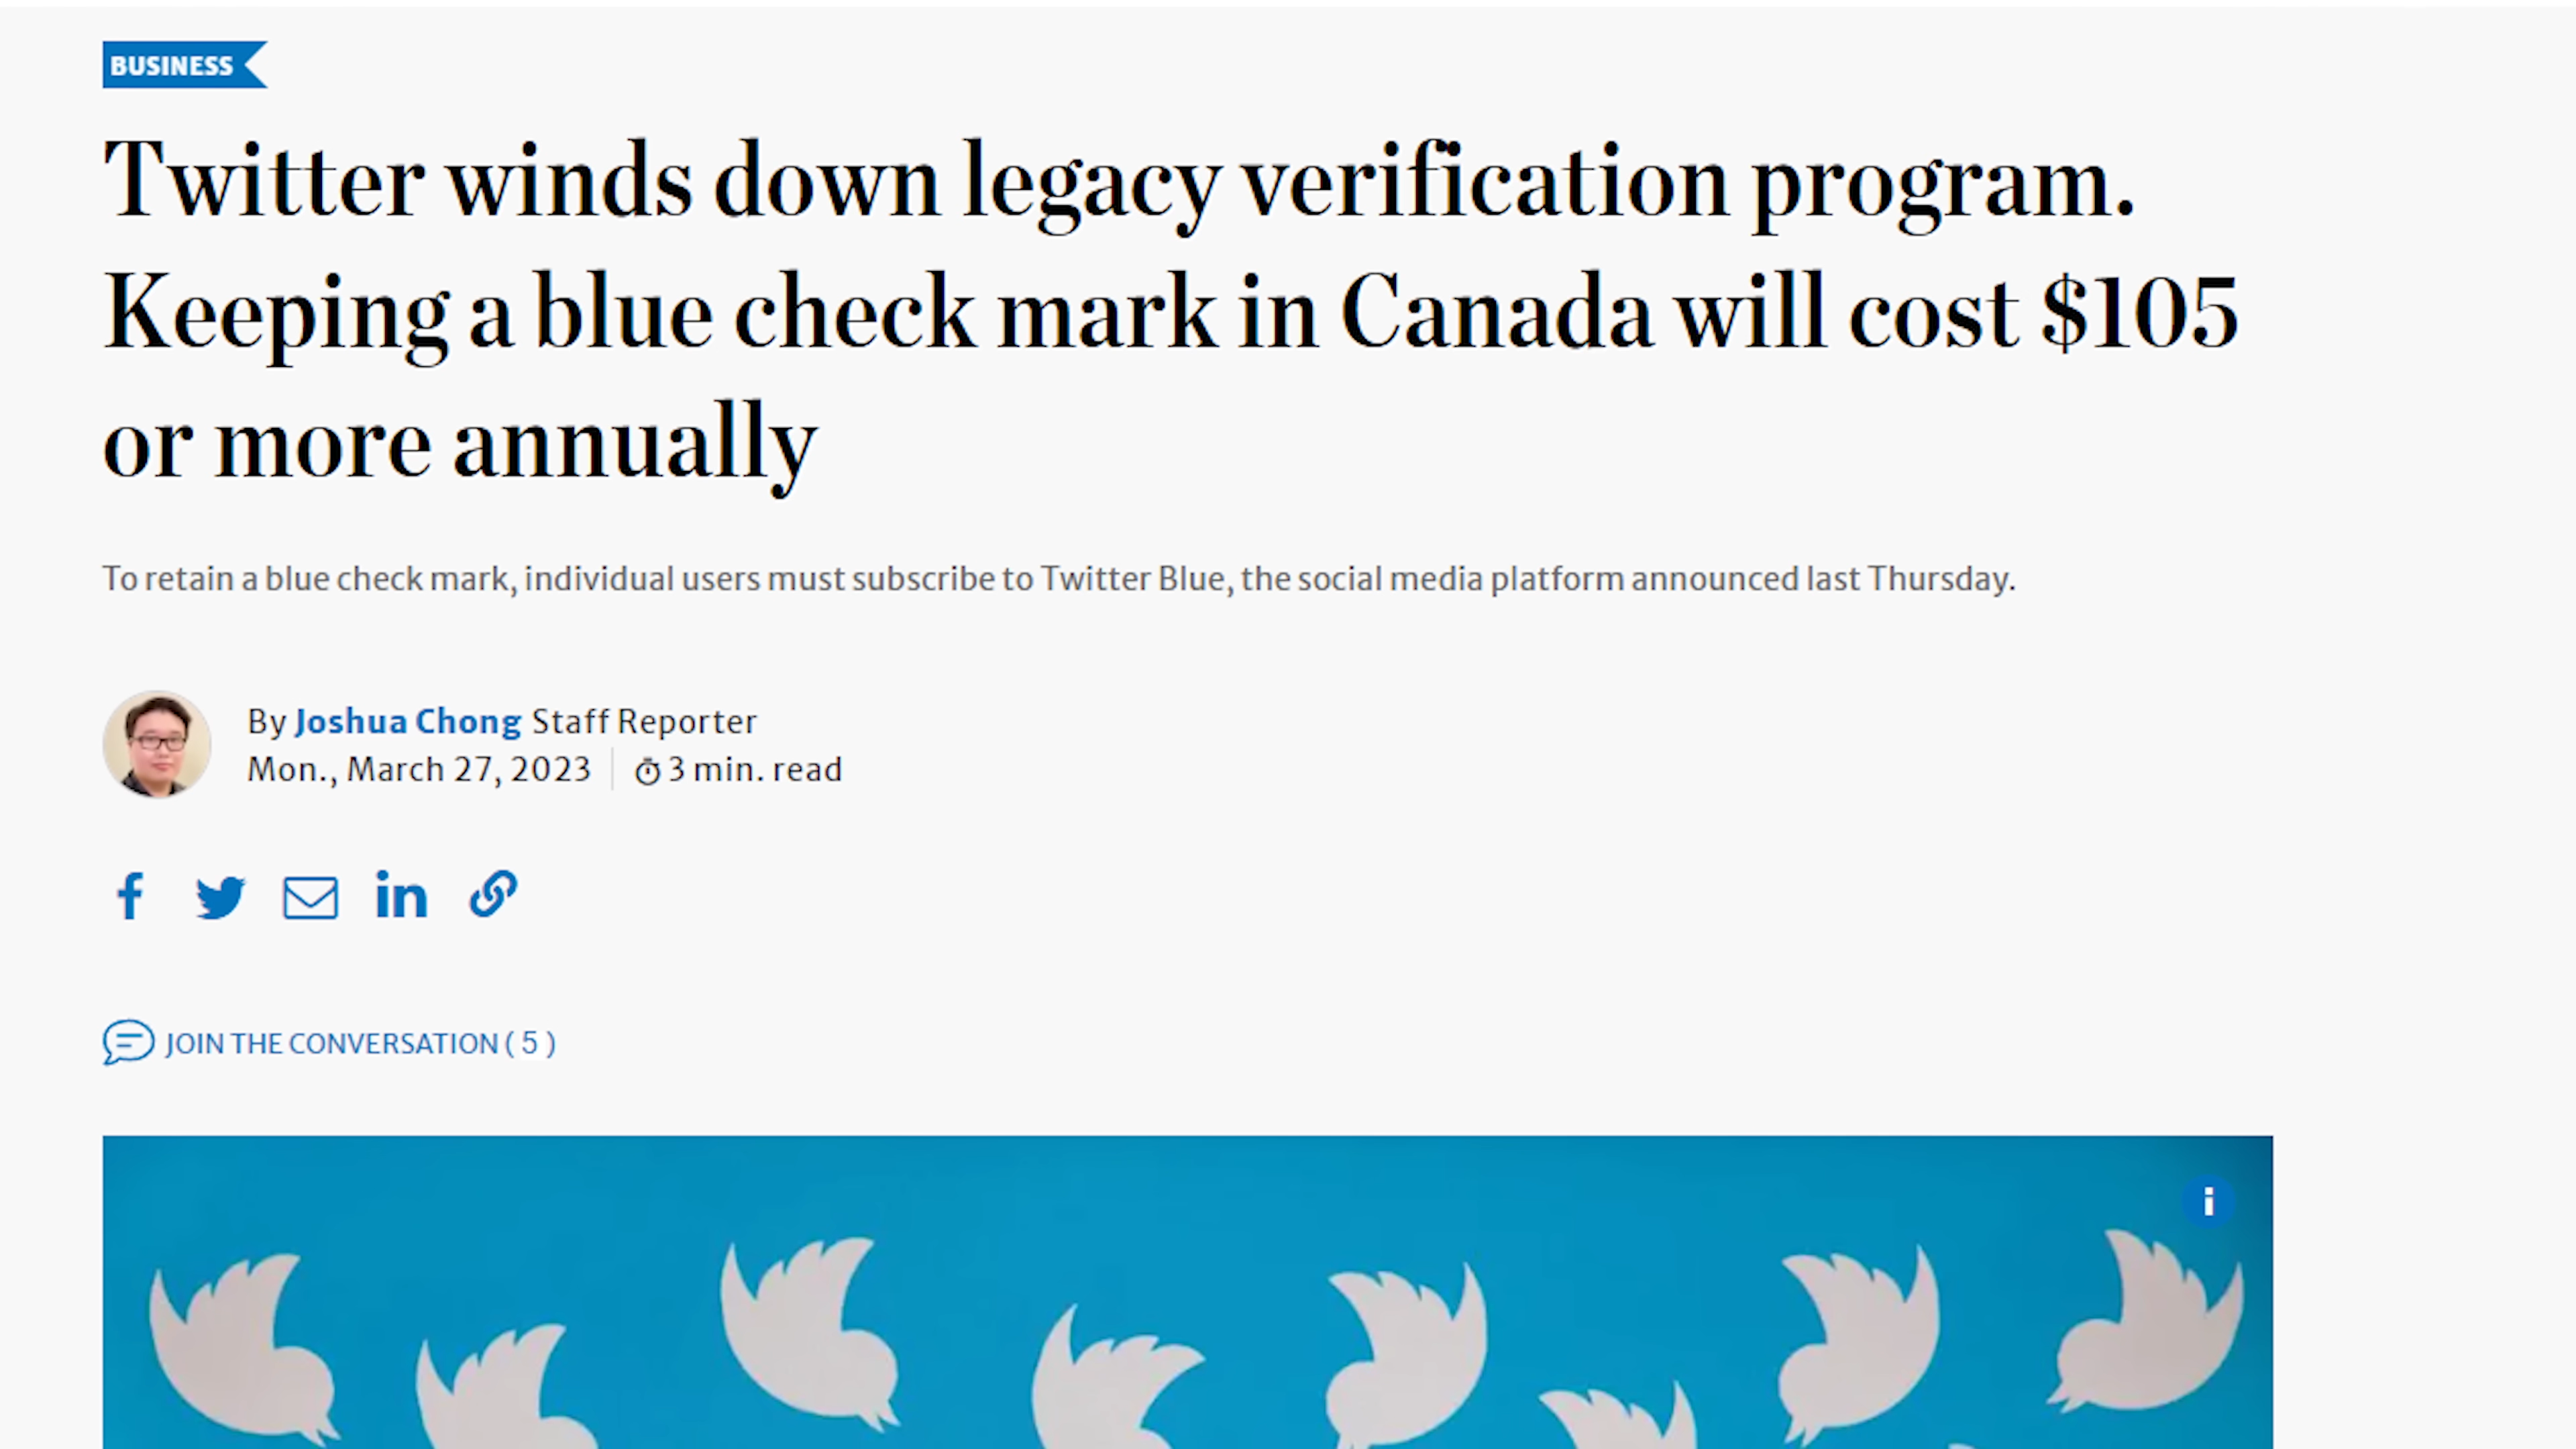 BUSINESS
Twitter winds down legacy verification program.
Keeping a blue check mark in Canada will cost $105
or more annually
To retain a blue check mark, individual users must subscribe to Twitter Blue, the social media platform announced last Thursday.
By Joshua Chong Staff Reporter
Mon., March 27, 2023 3 min. read
f in
JOIN THE CONVERSATION ( 5 )
i